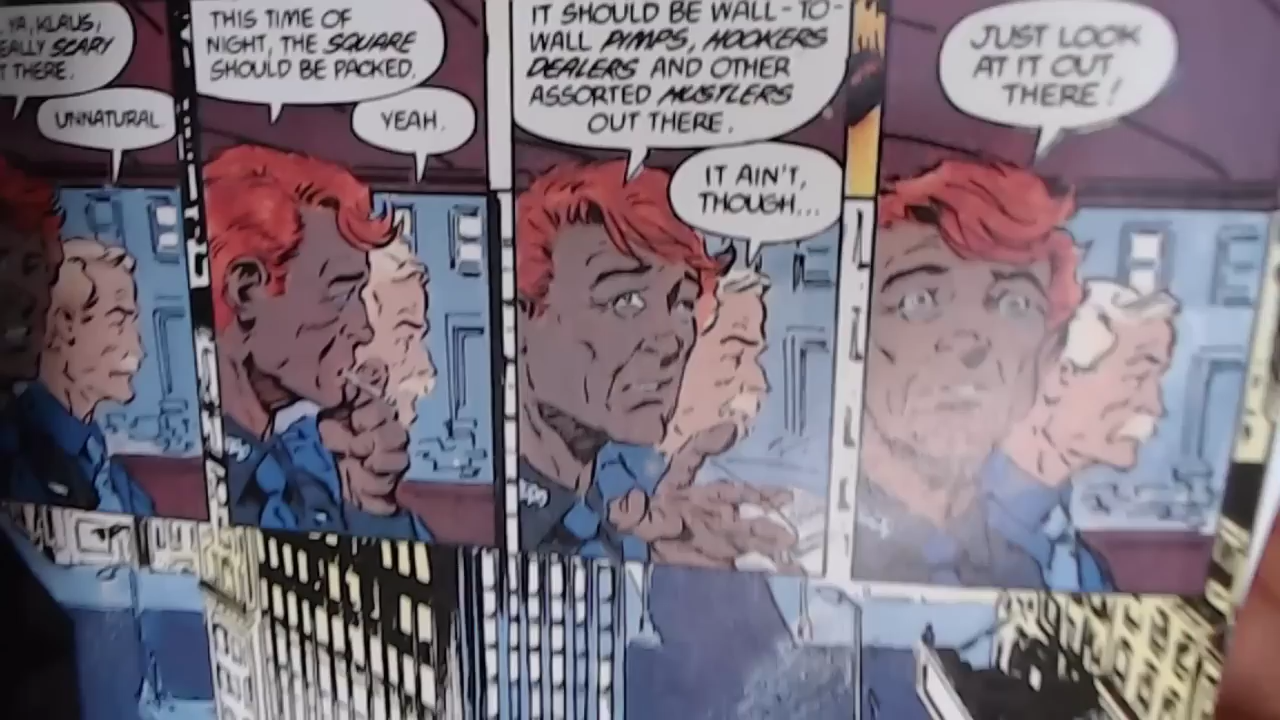 YA, KLAUS,
SCARY
THERE.
UNNATURAL.
THIS TIME OF
NIGHT, THE SQUARE
SHOULD BE PACKED.
YEAH.
IT SHOULD BE WALL-TO-
WALL PIMPS, HOOKERS
DEALERS AND OTHER
ASSORTED HUSTLERS
OUT THERE.
IT AIN'T,
THOUGH...
JUST LOOK
AT IT OUT
THERE!